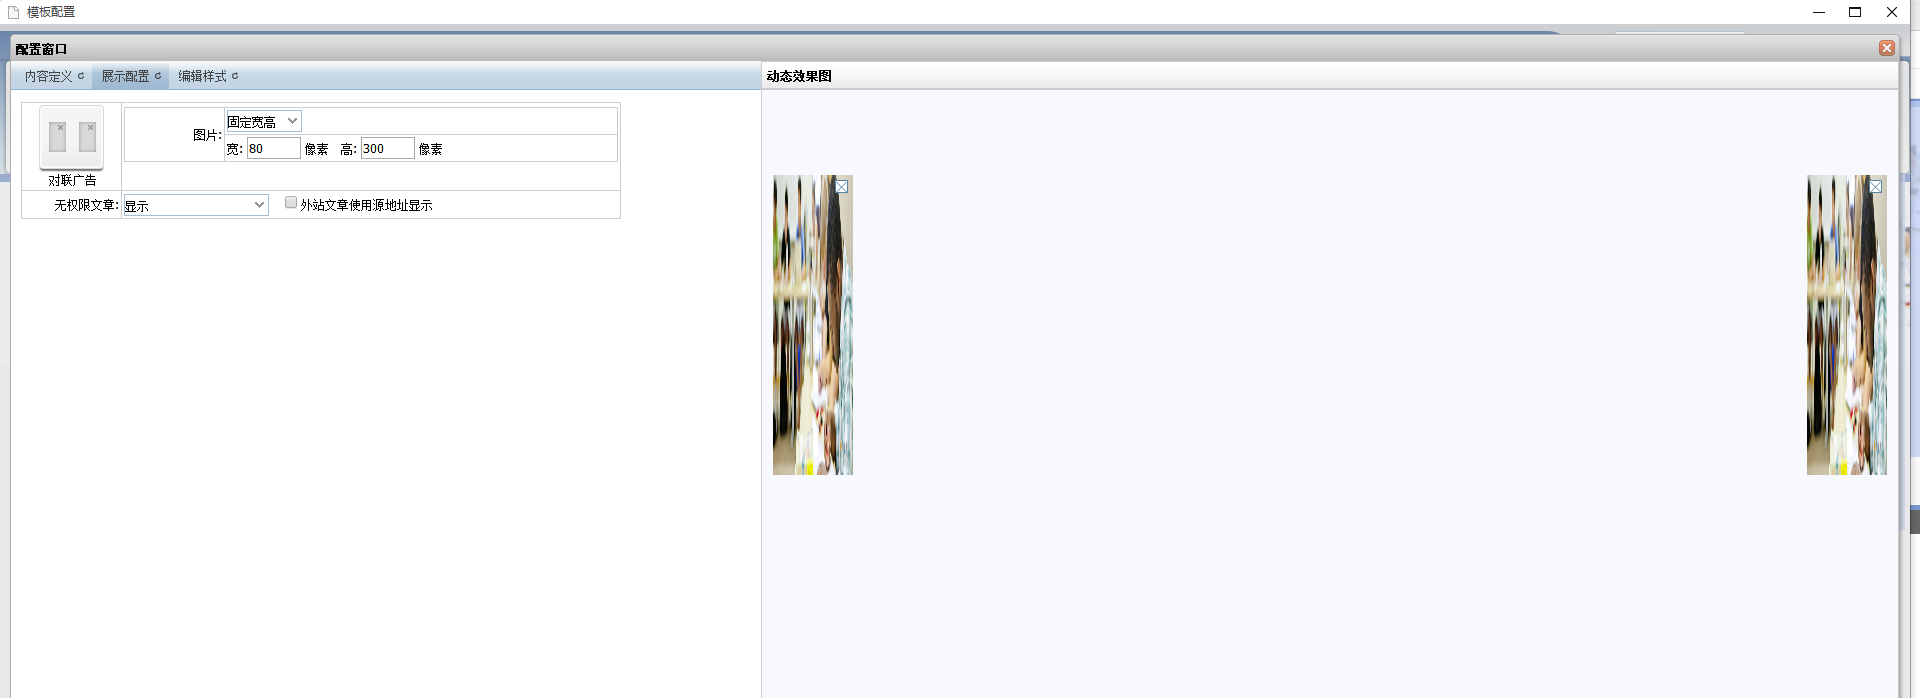 模板配置
配置窗口
内容定义 展示配置 编辑样式
动态效果图
图片: 固定宽高
宽: 80 像素 高: 300 像素
对联广告
无权限文章: 显示 外站文章使用源地址显示